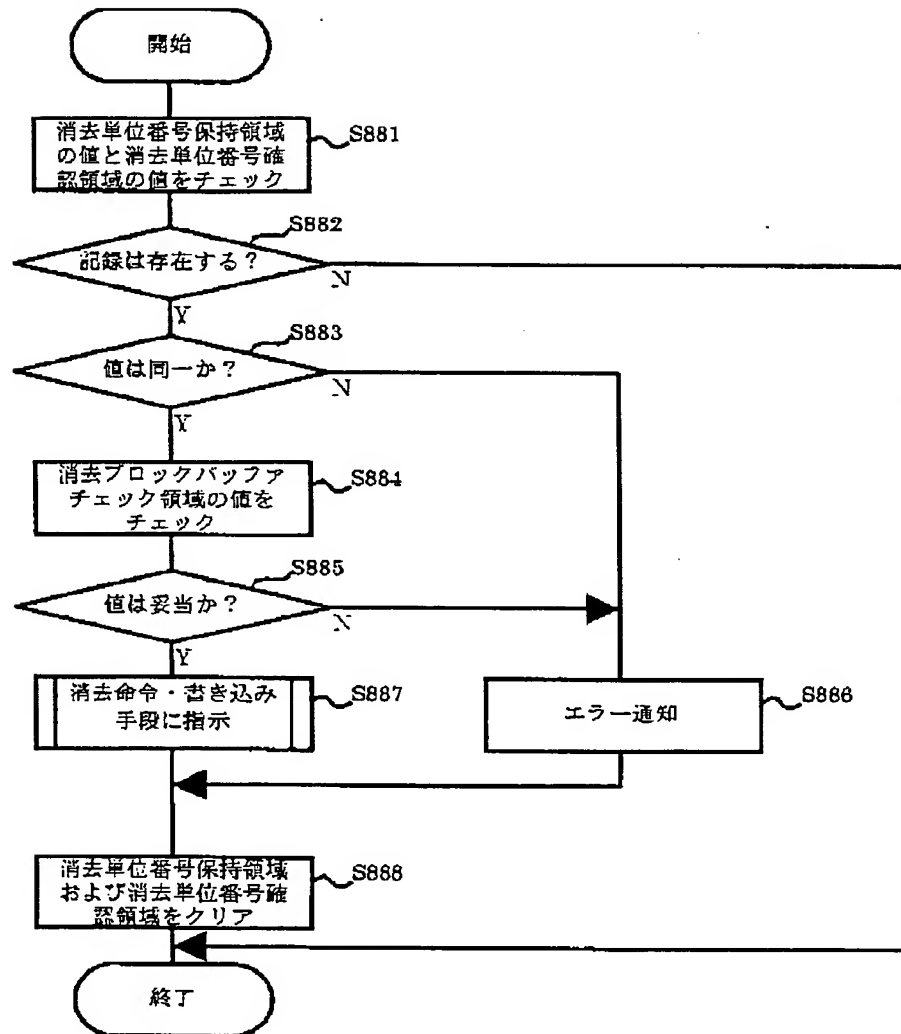 開始
消去単位番号保持領域
の値と消去単位番号確
認領域の値をチェック
S881
S882
記録は存在する?
N
Y
S883
値は同一か?
N
Y
消去ブロックバッファ
チェック領域の値を
チェック
S884
S885
値は妥当か?
N
Y
消去命令・書き込み
手段に指示
S887
エラー通知
S886
消去単位番号保持領域
および消去単位番号確
認領域をクリア
S888
終了